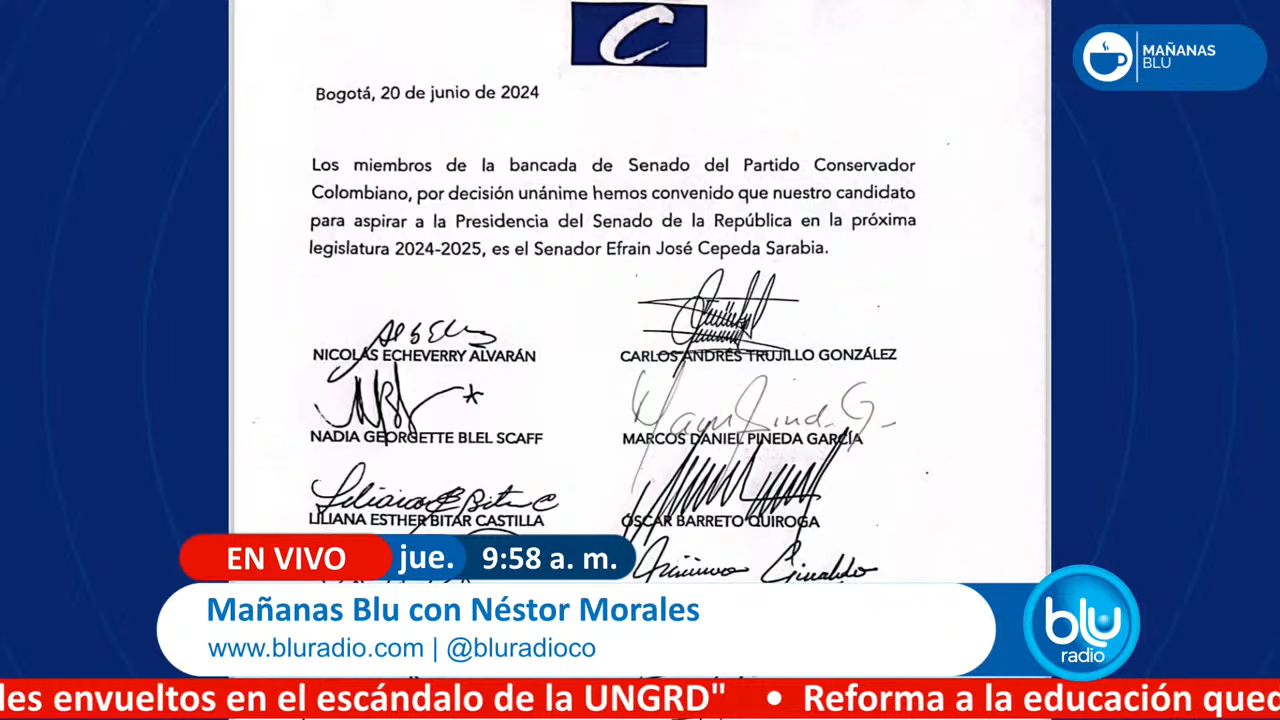 C
MAÑANAS
BLU
Bogotá, 20 de junio de 2024
Los miembros de la bancada de Senado del Partido Conservador
Colombiano, por decisión unánime hemos convenido que nuestro candidato
para aspirar a la Presidencia del Senado de la República en la próxima
legislatura 2024-2025, es el Senador Efrain José Cepeda Sarabia.
NICOLÁS ECHEVERRY ALVARÁN
CARLOS ANDRÉS TRUJILLO GONZÁLEZ
NADIA GEORGETTE BLEL SCAFF
MARCOS DANIEL PINEDA GARCÍA
Liliana E Bitar C
LILIANA ESTHER BITAR CASTILLA
ÓSCAR BARRETO QUIROGA
EN VIVO jue. 9:58 a. m.
Mañanas Blu con Néstor Morales
www.bluradio.com | @bluradioco
blu
radio
les envueltos en el escándalo de la UNGRD" • Reforma a la educación qued